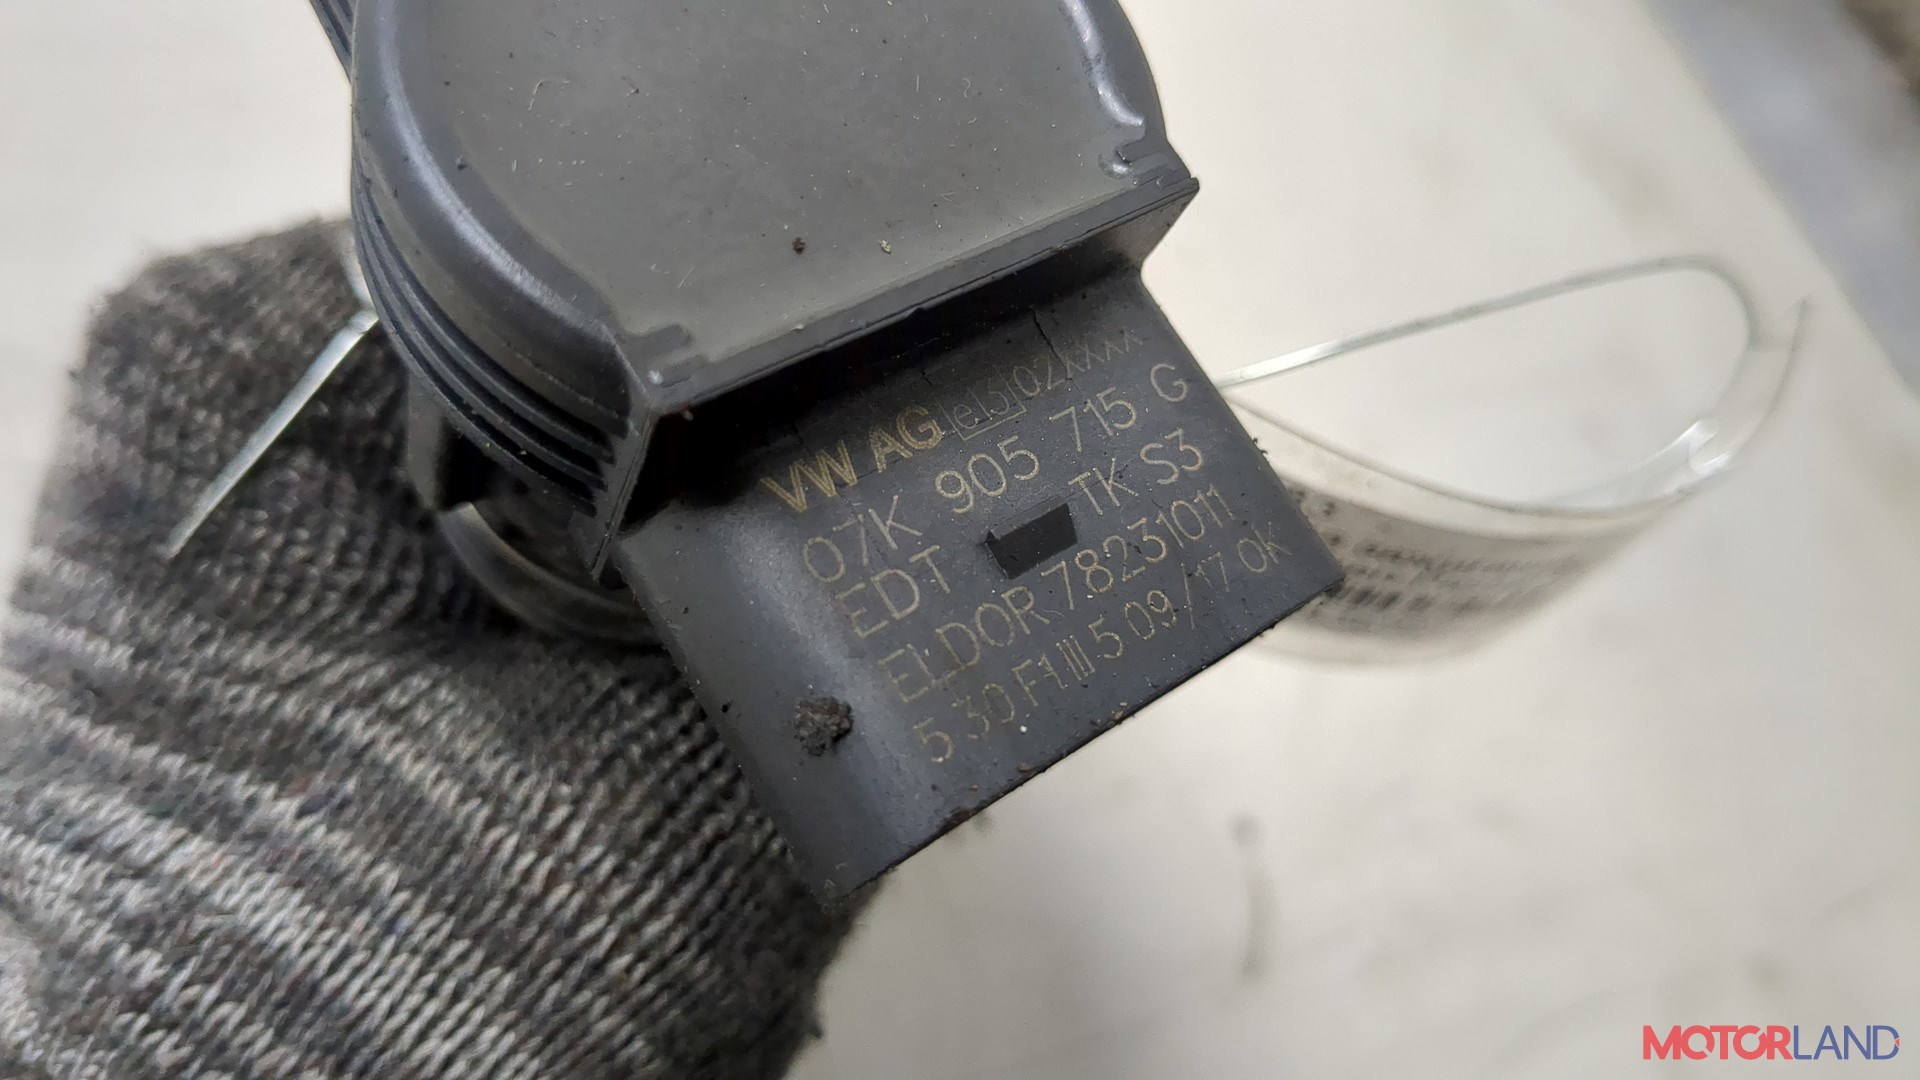 VW AG e13 02XXXX
07K 905 715 G
EDT TK S3
ELDOR 78231011
5 30 F1.III 5 09/17 OK
MOTORLAND